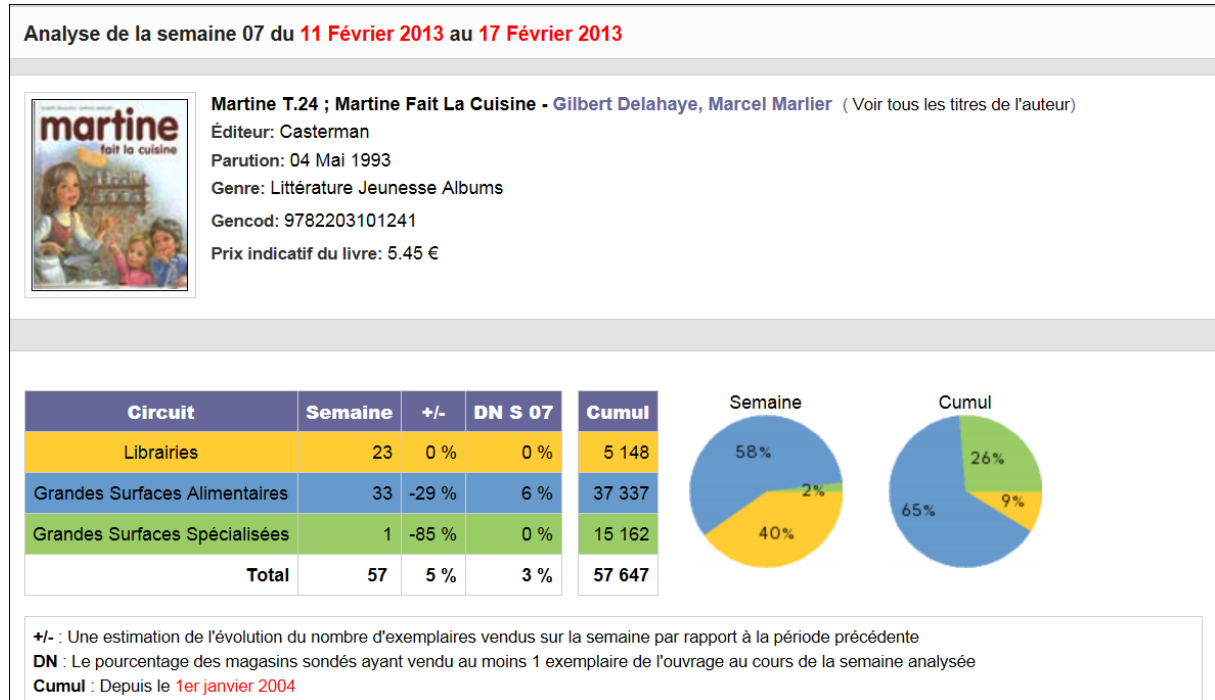 Analyse de la semaine 07 du 11 Février 2013 au 17 Février 2013
martine
fait la cuisine
Martine T.24 ; Martine Fait La Cuisine - Gilbert Delahaye, Marcel Marlier ( Voir tous les titres de l'auteur)
Éditeur: Casterman
Parution: 04 Mai 1993
Genre: Littérature Jeunesse Albums
Gencod: 9782203101241
Prix indicatif du livre: 5.45 €
Circuit Semaine +/- DN S 07 Cumul
Librairies 23 0 % 0 % 5 148
Grandes Surfaces Alimentaires 33 -29 % 6 % 37 337
Grandes Surfaces Spécialisées 1 -85 % 0 % 15 162
Total 57 5 % 3 % 57 647
Semaine
58%
2%
40%
Cumul
26%
9%
65%
+/- : Une estimation de l'évolution du nombre d'exemplaires vendus sur la semaine par rapport à la période précédente
DN : Le pourcentage des magasins sondés ayant vendu au moins 1 exemplaire de l'ouvrage au cours de la semaine analysée
Cumul : Depuis le 1er janvier 2004